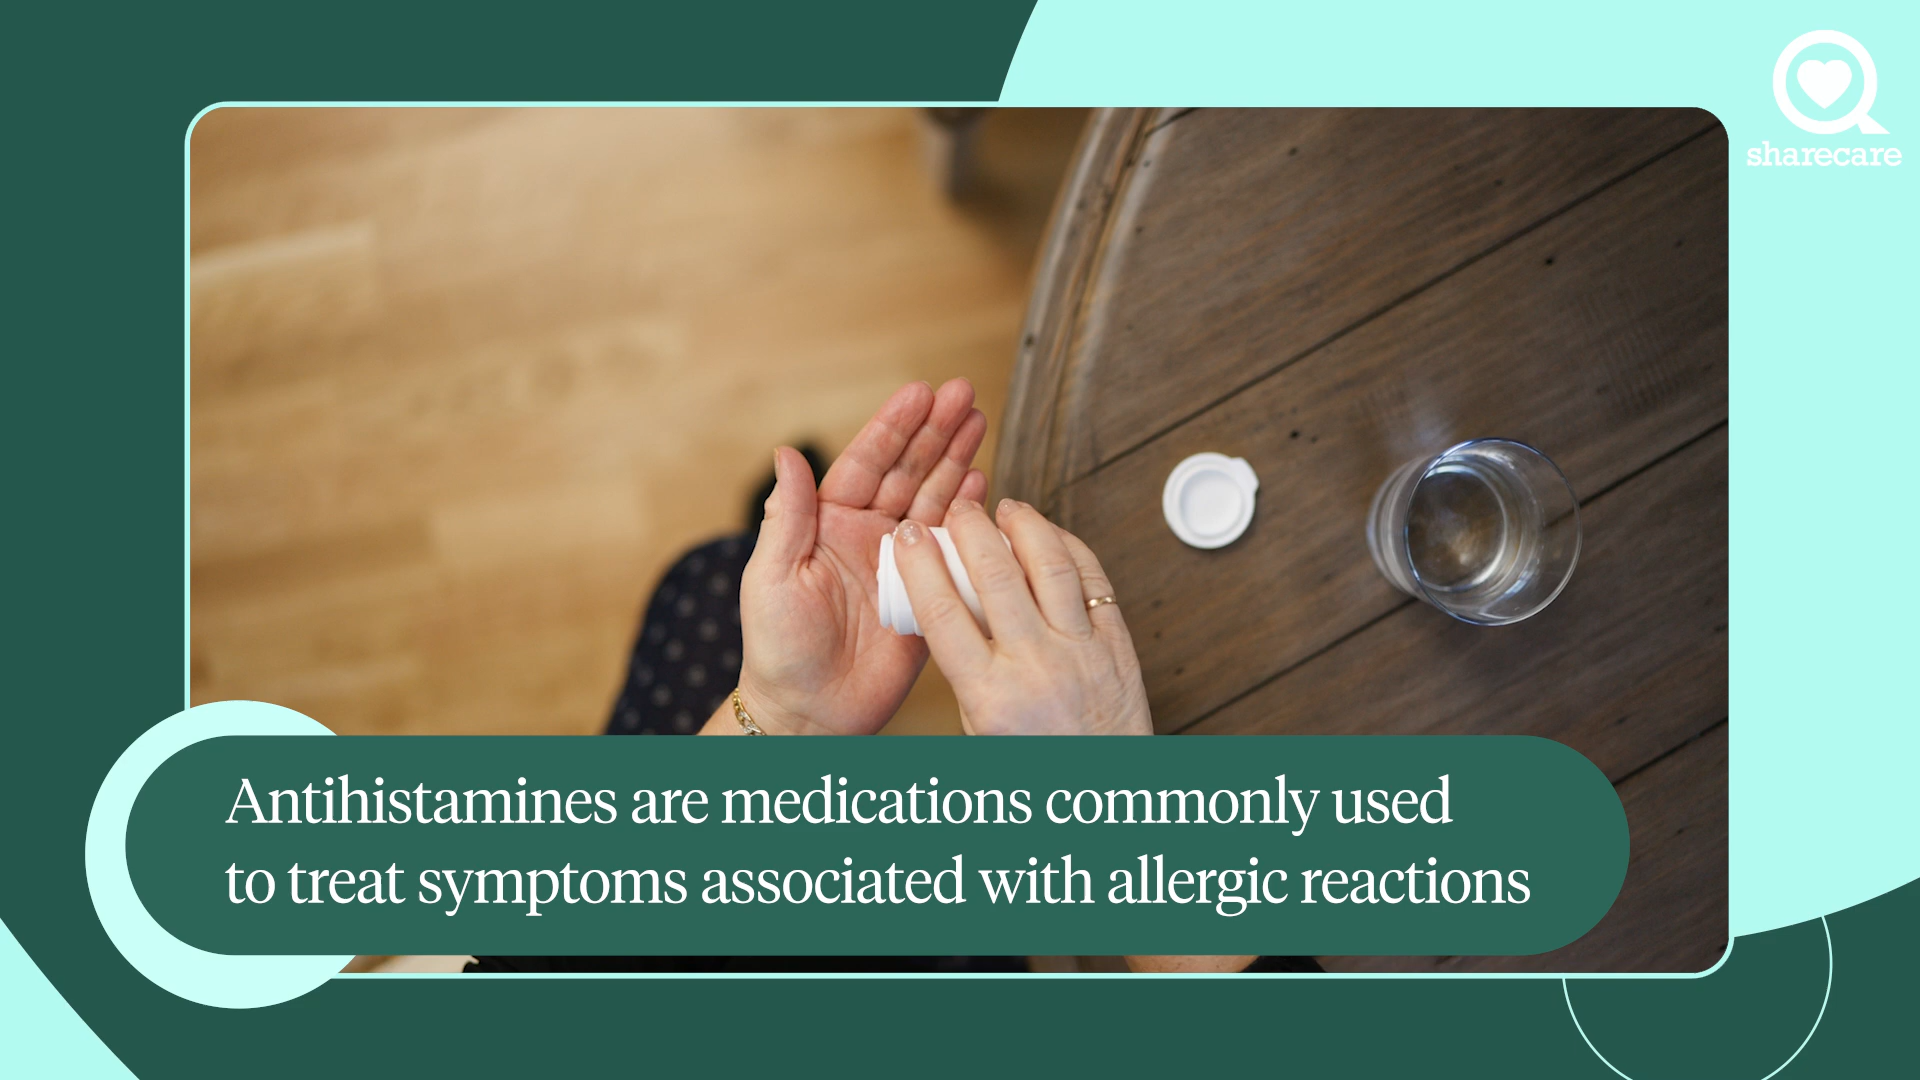 sharecare
Antihistamines are medications commonly used
to treat symptoms associated with allergic reactions